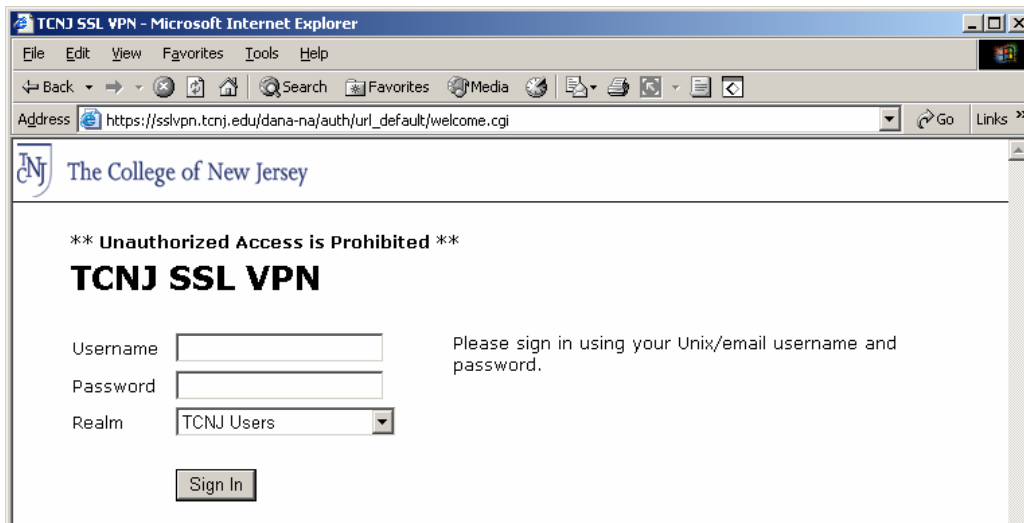 TCNJ SSL VPN - Microsoft Internet Explorer
File Edit View Favorites Tools Help
Back Search Favorites Media
Address https://sslvpn.tcnj.edu/dana-na/auth/url_default/welcome.cgi Go Links »
TCNJ The College of New Jersey
** Unauthorized Access is Prohibited **
TCNJ SSL VPN
Username
Please sign in using your Unix/email username and
password.
Password
Realm TCNJ Users
Sign In